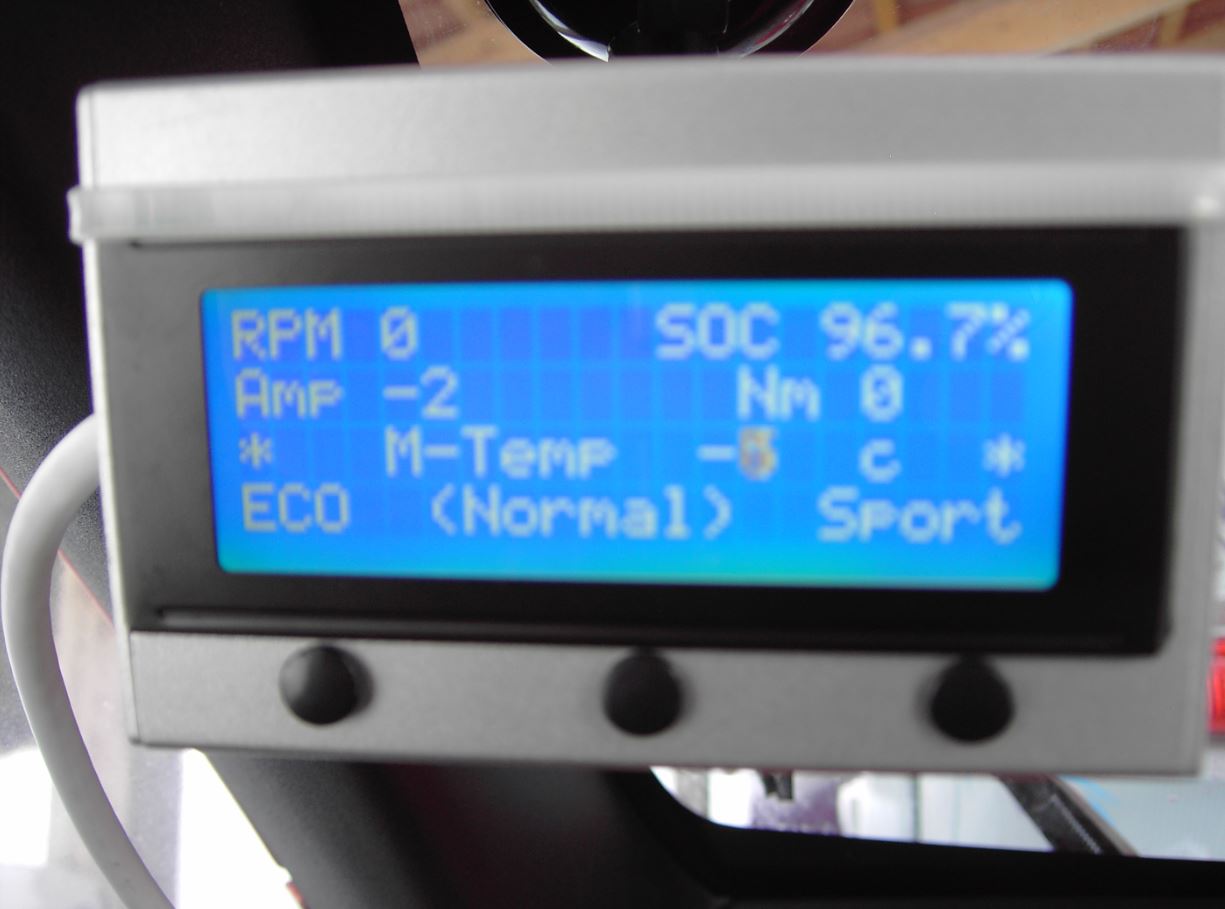 RPM 0 SOC 96.7%
Amp -2 Nm 0
* M-Temp c *
ECO (Normal) Sport